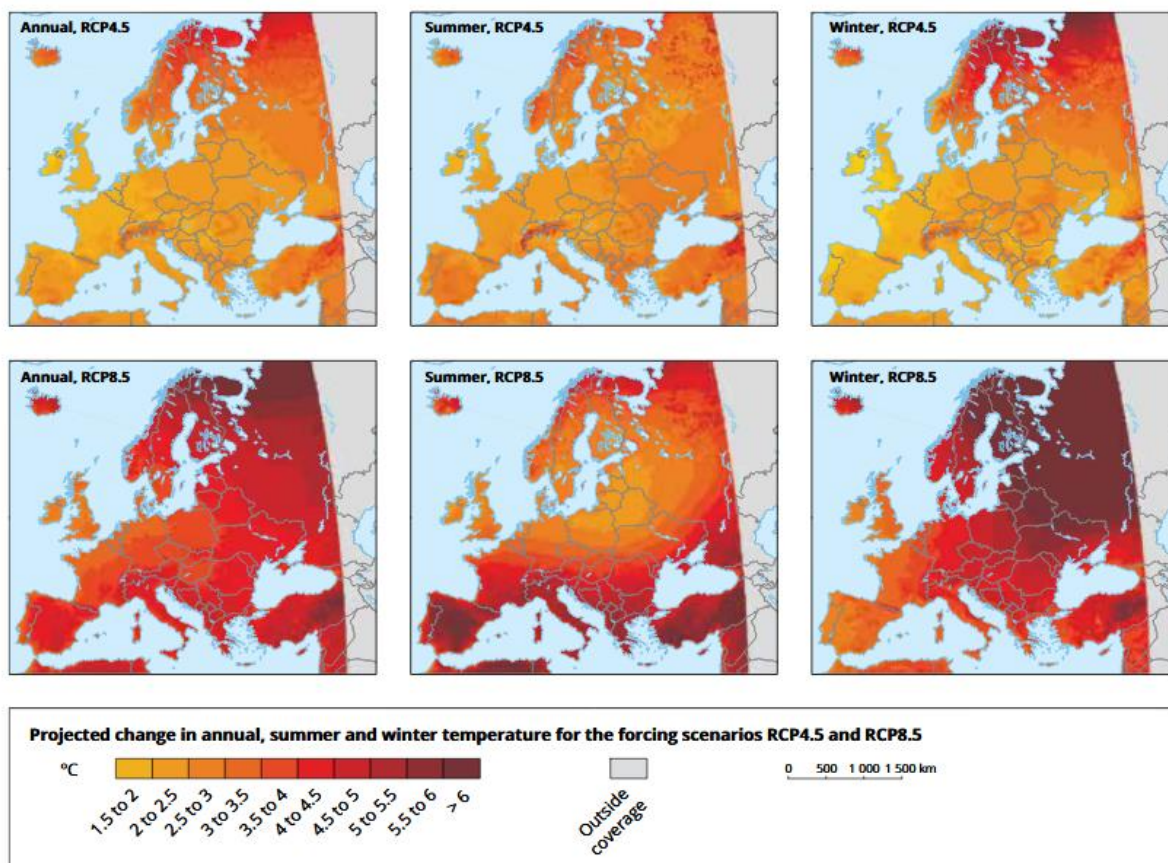 Annual, RCP4.5
Summer, RCP4.5
Winter, RCP4.5
Annual, RCP8.5
Summer, RCP8.5
Winter, RCP8.5
Projected change in annual, summer and winter temperature for the forcing scenarios RCP4.5 and RCP8.5
°C
1.5 to 2
2 to 2.5
2.5 to 3
3 to 3.5
3.5 to 4
4 to 4.5
4.5 to 5
5 to 5.5
5.5 to 6
> 6
Outside
coverage
0 500 1 000 1 500 km